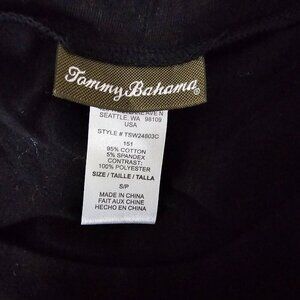 Tommy Bahama®
AVE N
SEATTLE, WA 98109
USA
STYLE # TSW24803C
151
95% COTTON
5% SPANDEX
CONTRAST:
100% POLYESTER
SIZE / TAILLE / TALLA
S/P
MADE IN CHINA
FAIT AUX CHINE
HECHO EN CHINA